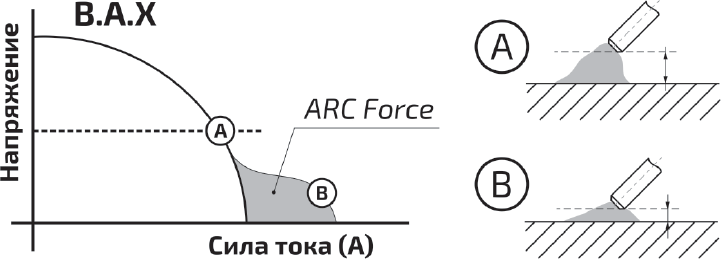 В.А.Х
Напряжение
A
ARC Force
B
Сила тока (А)
A
B